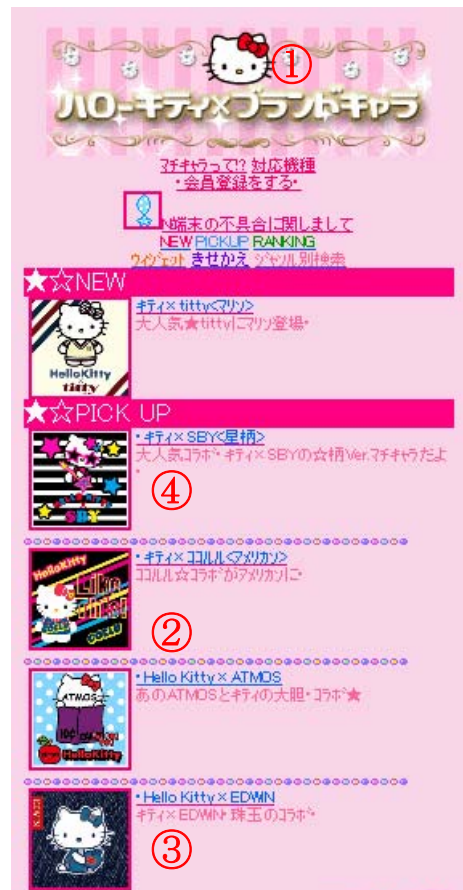 ①
ハローキティ×ブランドキャラ
ﾏﾁｷｬﾗって!? 対応機種
・会員登録をする・
N端末の不具合に関しまして
NEW PICKUP RANKING
ｳｨｼﾞｪｯﾄ きせかえ ｼﾞｬﾝﾙ別検索
★☆NEW
ｷﾃｨ×titty<ﾏﾘﾝ>
大人気★tittyにﾏﾘﾝ登場・
HelloKitty
×
titty
★☆PICK UP
・ｷﾃｨ×SBY<星柄>
大人気ｺﾗﾎﾞ・ｷﾃｨ×SBYの☆柄Ver.ﾏﾁｷｬﾗだよ
・
SBY
④
・ｷﾃｨ×ｺｺﾙﾙ<ｱﾒﾘｶﾝ>
ｺｺﾙﾙ☆ｺﾗﾎﾞがｱﾒﾘｶﾝに・
HelloKitty
Like
girls!
COCOLULU
②
・Hello Kitty×ATMOS
あのATMOSとｷﾃｨの大胆・ｺﾗﾎﾞ★
ATMOS
HelloKitty
・Hello Kitty×EDWIN
ｷﾃｨ×EDWIN・珠玉のｺﾗﾎﾞ・
③